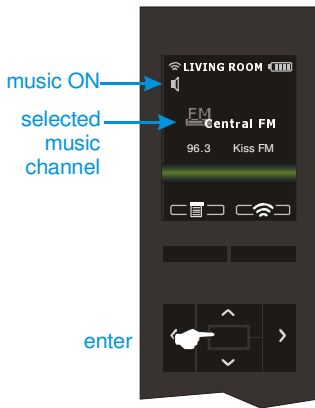 LIVING ROOM
music ON
FM
Central FM
selected
music
channel
96.3 Kiss FM
enter